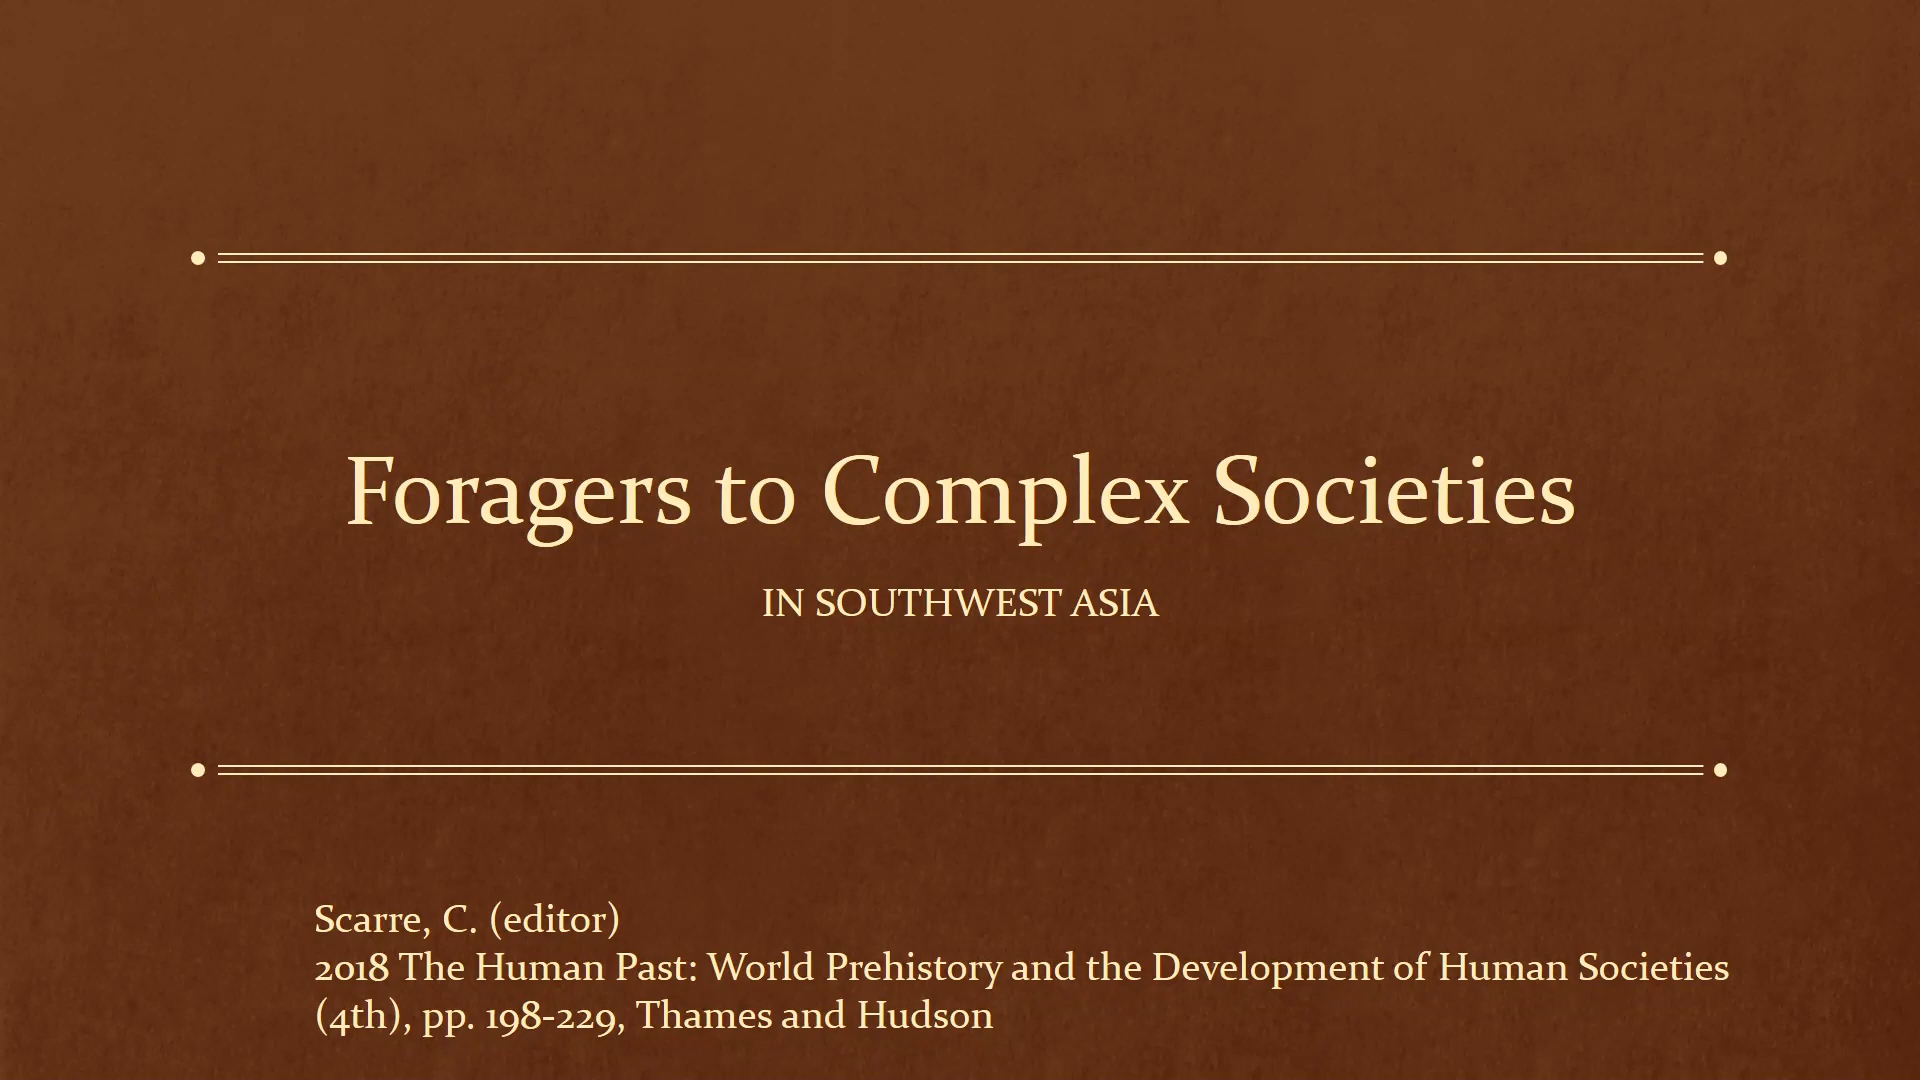 Foragers to Complex Societies
IN SOUTHWEST ASIA
Scarre, C. (editor)
2018 The Human Past: World Prehistory and the Development of Human Societies
(4th), pp. 198-229, Thames and Hudson